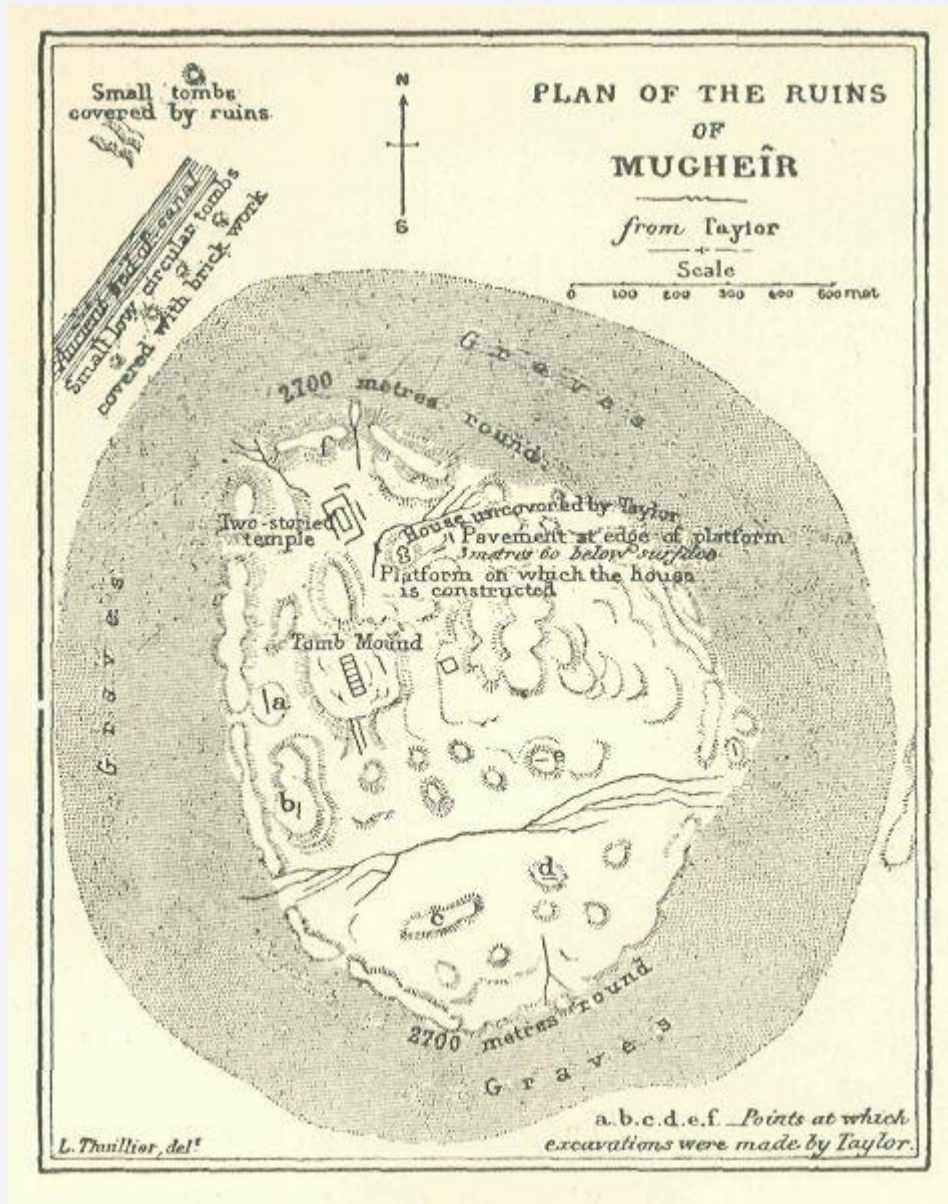 PLAN OF THE RUINS
OF
MUGHEÎR
from Taylor
Scale
0 100 200 300 400 500 met
N
S
Small tombs
covered by ruins
Ancient bed of canal
Small low circular tombs
covered with brick work
Graves
2700 metres round.
f
Two-storied
temple
House uncovered by Taylor
Pavement at edge of platform
3 metres 60 below surface
Platform on which the house
is constructed
Graves
Tomb Mound
a
b
e
d
c
2700 metres round
Graves
a.b.c.d.e.f. Points at which
excavations were made by Taylor.
L. Thuillier, delt